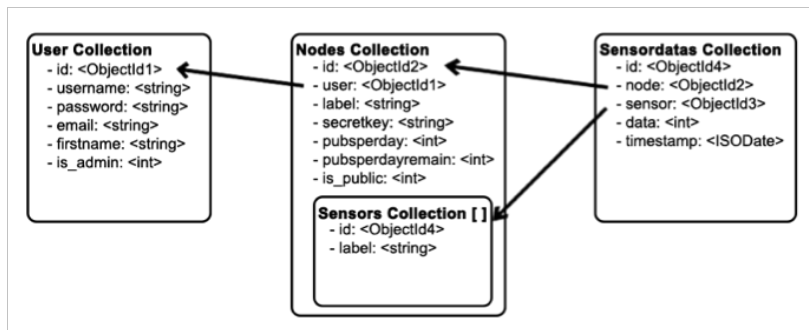 User Collection
- id: <ObjectId1>
- username: <string>
- password: <string>
- email: <string>
- firstname: <string>
- is_admin: <int>
Nodes Collection
- id: <ObjectId2>
- user: <ObjectId1>
- label: <string>
- secretkey: <string>
- pubsperday: <int>
- pubsperdayremain: <int>
- is_public: <int>
Sensors Collection [ ]
- id: <ObjectId4>
- label: <string>
Sensordatas Collection
- id: <ObjectId4>
- node: <ObjectId2>
- sensor: <ObjectId3>
- data: <int>
- timestamp: <ISODate>